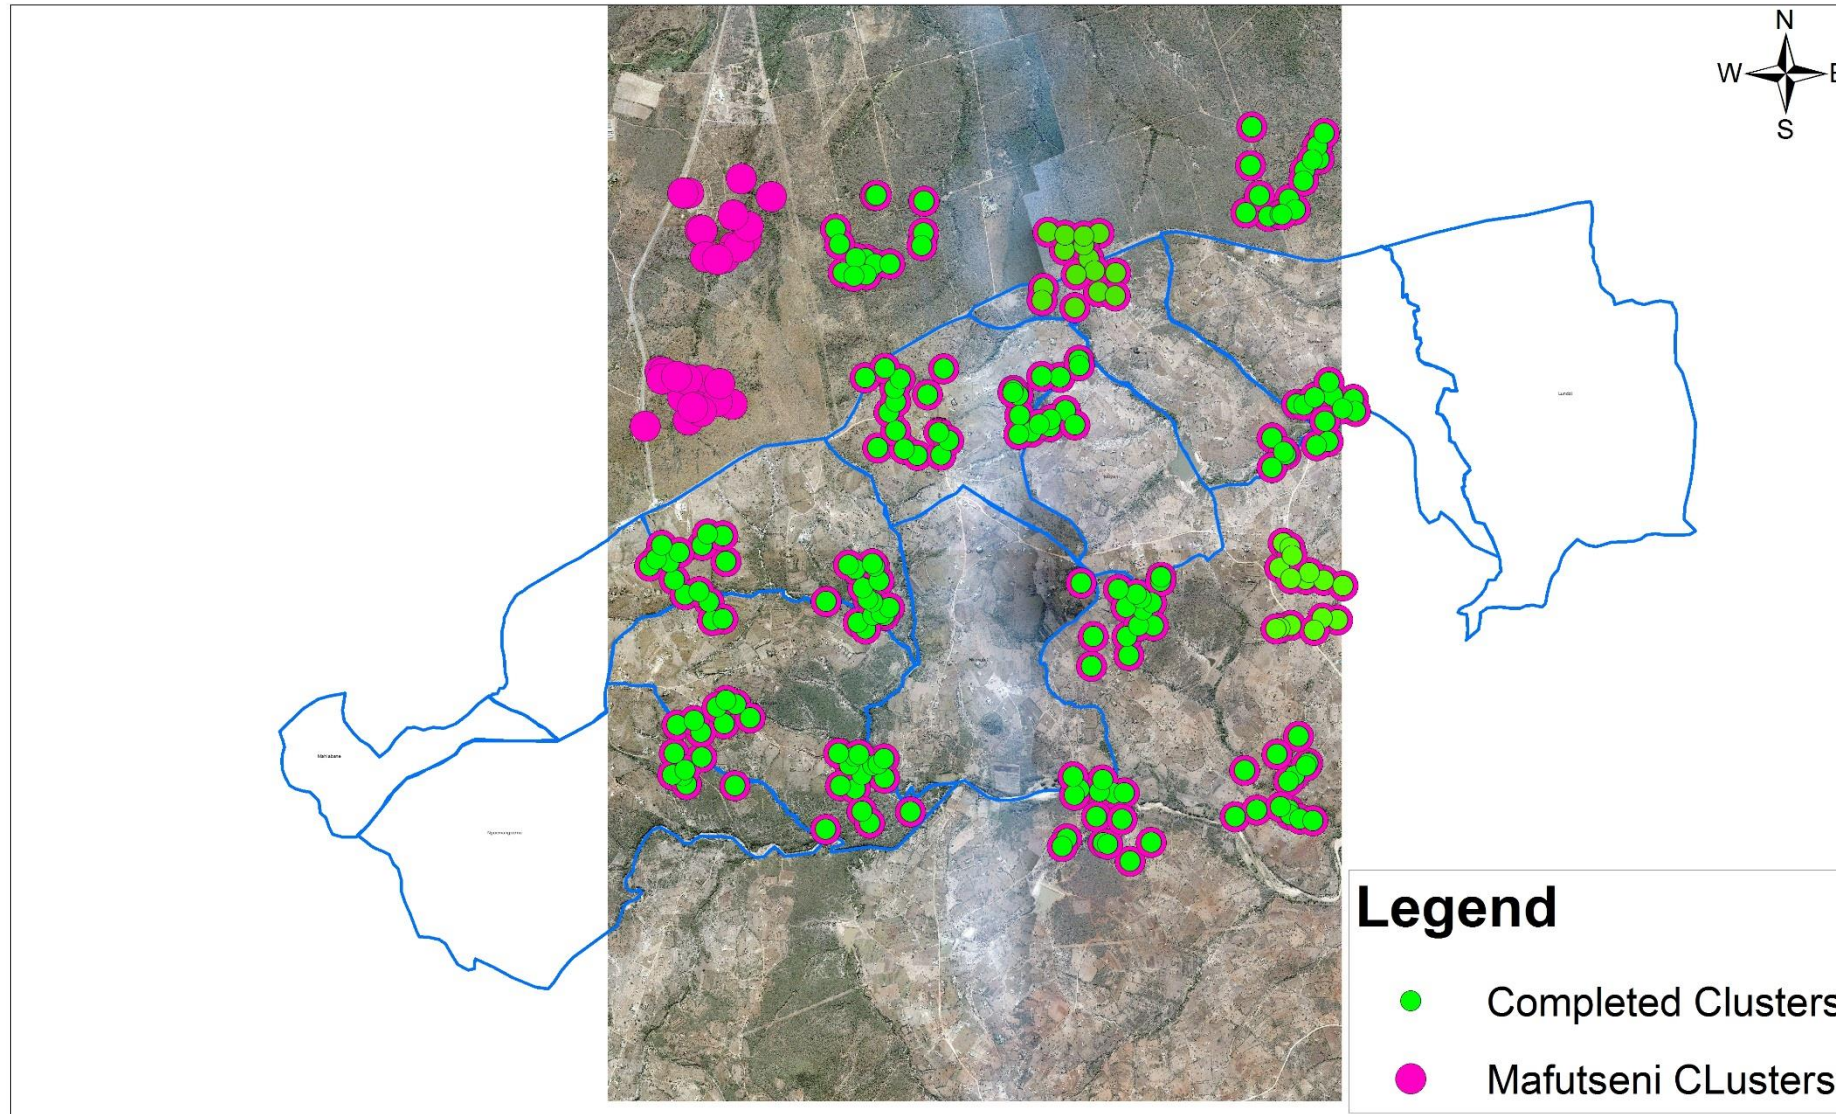 N
W
S
Legend
Completed Clusters
Mafutseni CLusters